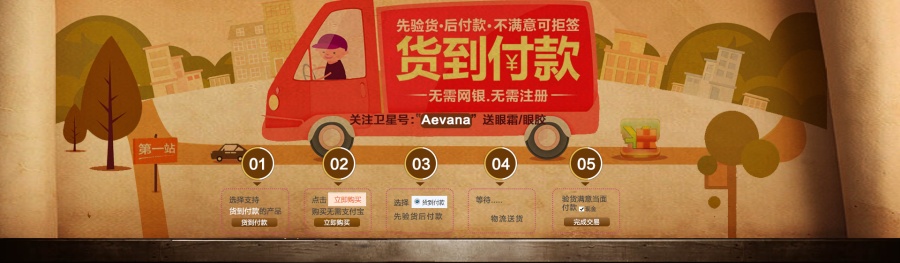 先验货·后付款·不满意可拒签
货到付款
¥
无需网银.无需注册
关注卫星号:"Aevana" 送眼霜/眼胶
第一站
01
02
03
04
05
选择支持
货到付款的产品
货到付款
点击 立即购买
购买无需支付宝
立即购买
选择 货到付款
先验货后付款
等待......
物流送货
验货满意当面
付款
完成交易